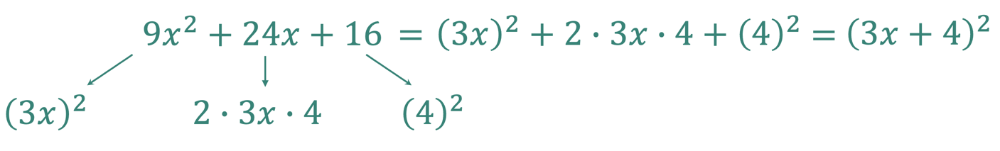 9x² + 24x + 16 = (3x)² + 2 · 3x · 4 + (4)² = (3x + 4)²
(3x)² 2 · 3x · 4 (4)²